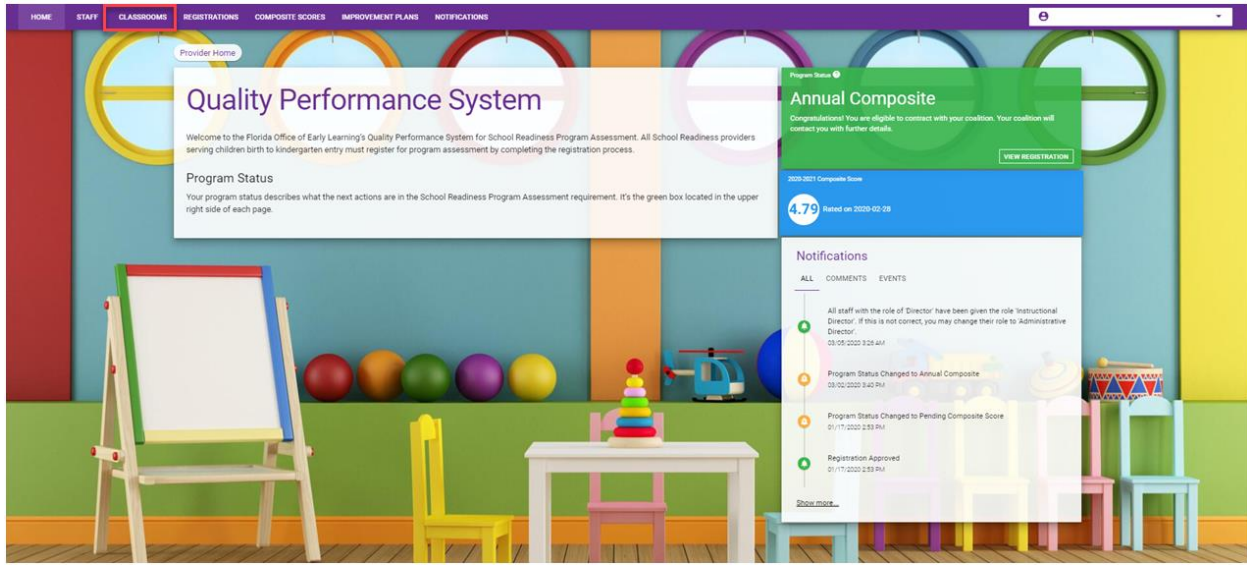 HOME STAFF CLASSROOMS REGISTRATIONS COMPOSITE SCORES IMPROVEMENT PLANS NOTIFICATIONS
Provider Home
Quality Performance System
Welcome to the Florida Office of Early Learning's Quality Performance System for School Readiness Program Assessment. All School Readiness providers
serving children birth to kindergarten entry must register for program assessment by completing the registration process.
Program Status
Your program status describes what the next actions are in the School Readiness Program Assessment requirement. It's the green box located in the upper
right side of each page.
Program Status
Annual Composite
Congratulations! You are eligible to contract with your coalition. Your coalition will
contact you with further details.
VIEW REGISTRATION
2020-2021 Composite Score
4.79 Rated on 2020-02-28
Notifications
ALL COMMENTS EVENTS
All staff with the role of 'Director' have been given the role 'Instructional
Director'. If this is not correct, you may change their role to 'Administrative
Director'.
03/05/2020 3:26 AM
Program Status Changed to Annual Composite
03/02/2020 3:40 PM
Program Status Changed to Pending Composite Score
01/17/2020 2:53 PM
Registration Approved
01/17/2020 2:53 PM
Show more...